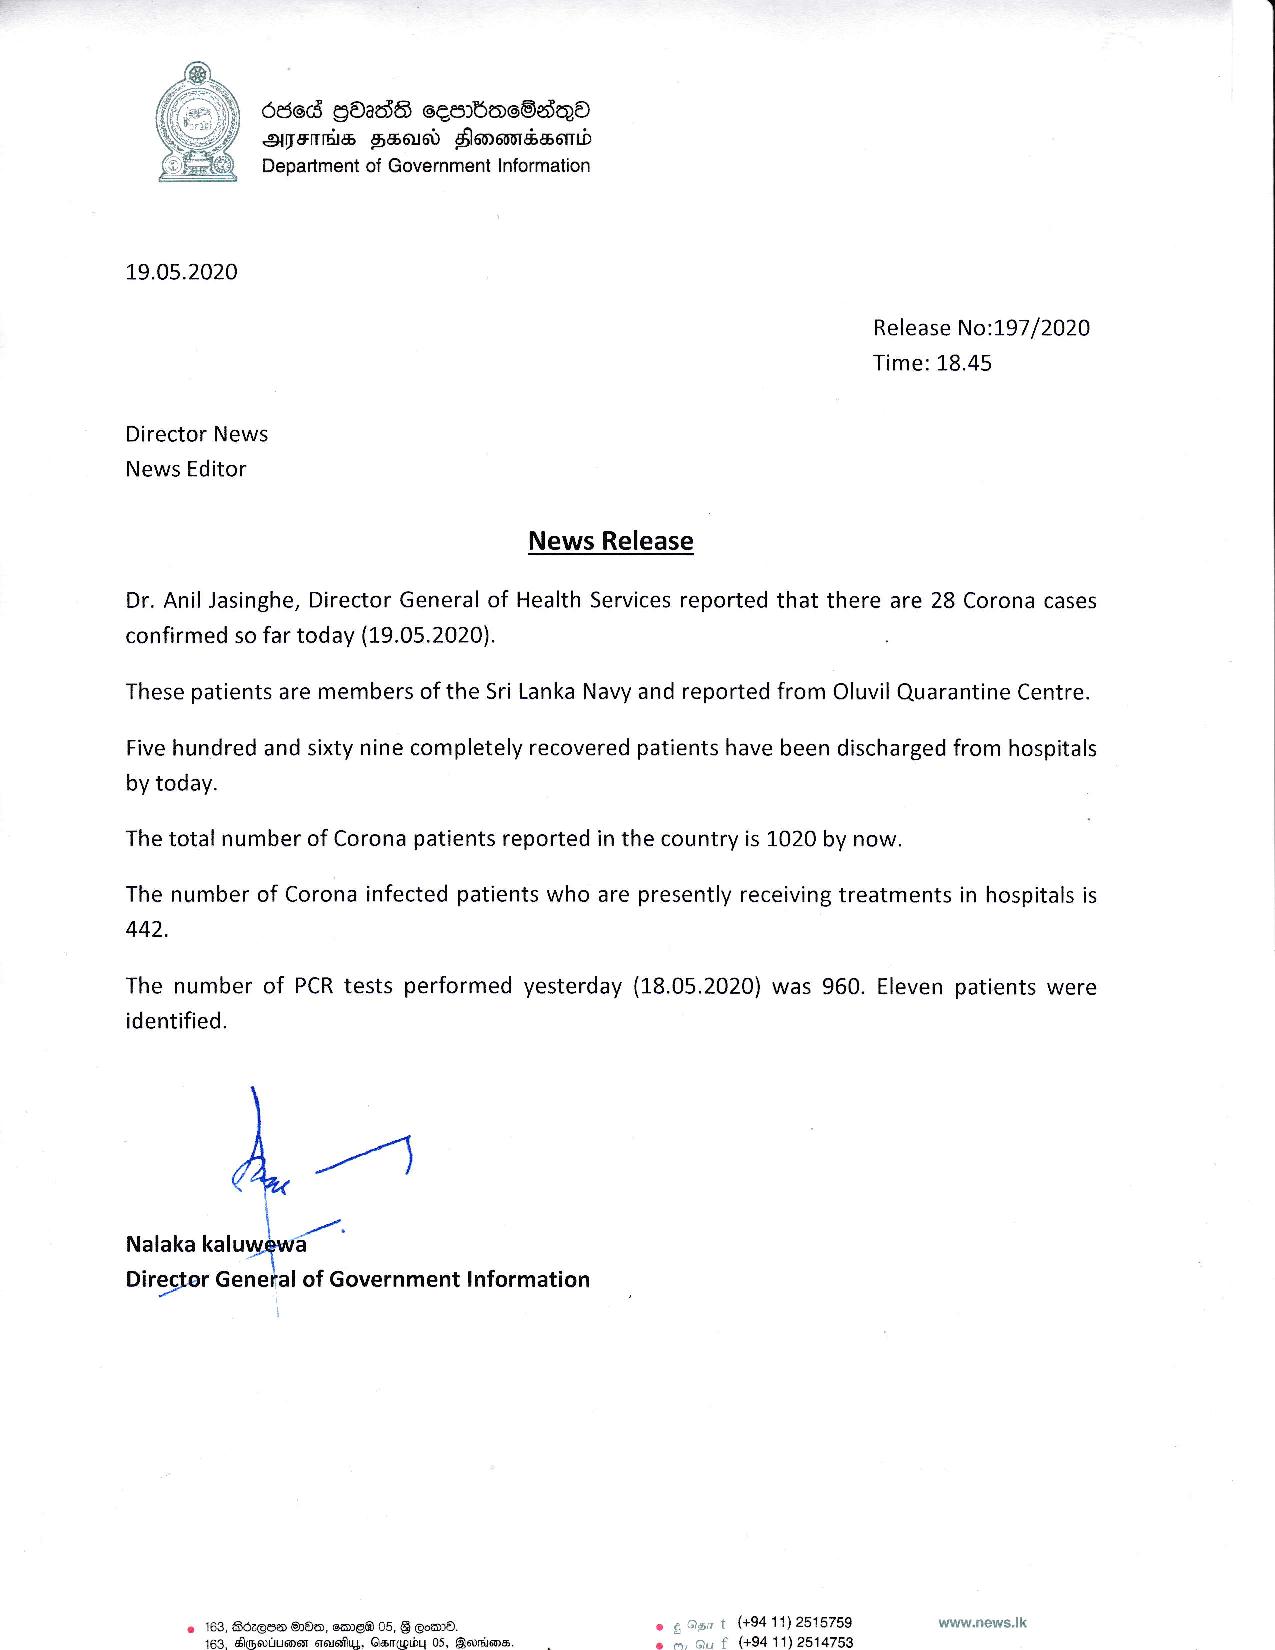 රජයේ ප්‍රවෘත්ති දෙපාර්තමේන්තුව
அரசாங்க தகவல் திணைக்களம்
Department of Government Information
19.05.2020
Release No:197/2020
Time: 18.45
Director News
News Editor
News Release
Dr. Anil Jasinghe, Director General of Health Services reported that there are 28 Corona cases
confirmed so far today (19.05.2020).
These patients are members of the Sri Lanka Navy and reported from Oluvil Quarantine Centre.
Five hundred and sixty nine completely recovered patients have been discharged from hospitals
by today.
The total number of Corona patients reported in the country is 1020 by now.
The number of Corona infected patients who are presently receiving treatments in hospitals is
442.
The number of PCR tests performed yesterday (18.05.2020) was 960. Eleven patients were
identified.
Nalaka kaluwewa
Director General of Government Information
163, කිරුලපන මාවත, කොළඹ 05, ශ්‍රී ලංකාව.
163, கிருலப்பனை எவனியூ, கொழும்பு 05, இலங்கை.
දු தொ t (+94 11) 2515759
ෆැ பெ f (+94 11) 2514753
www.news.lk